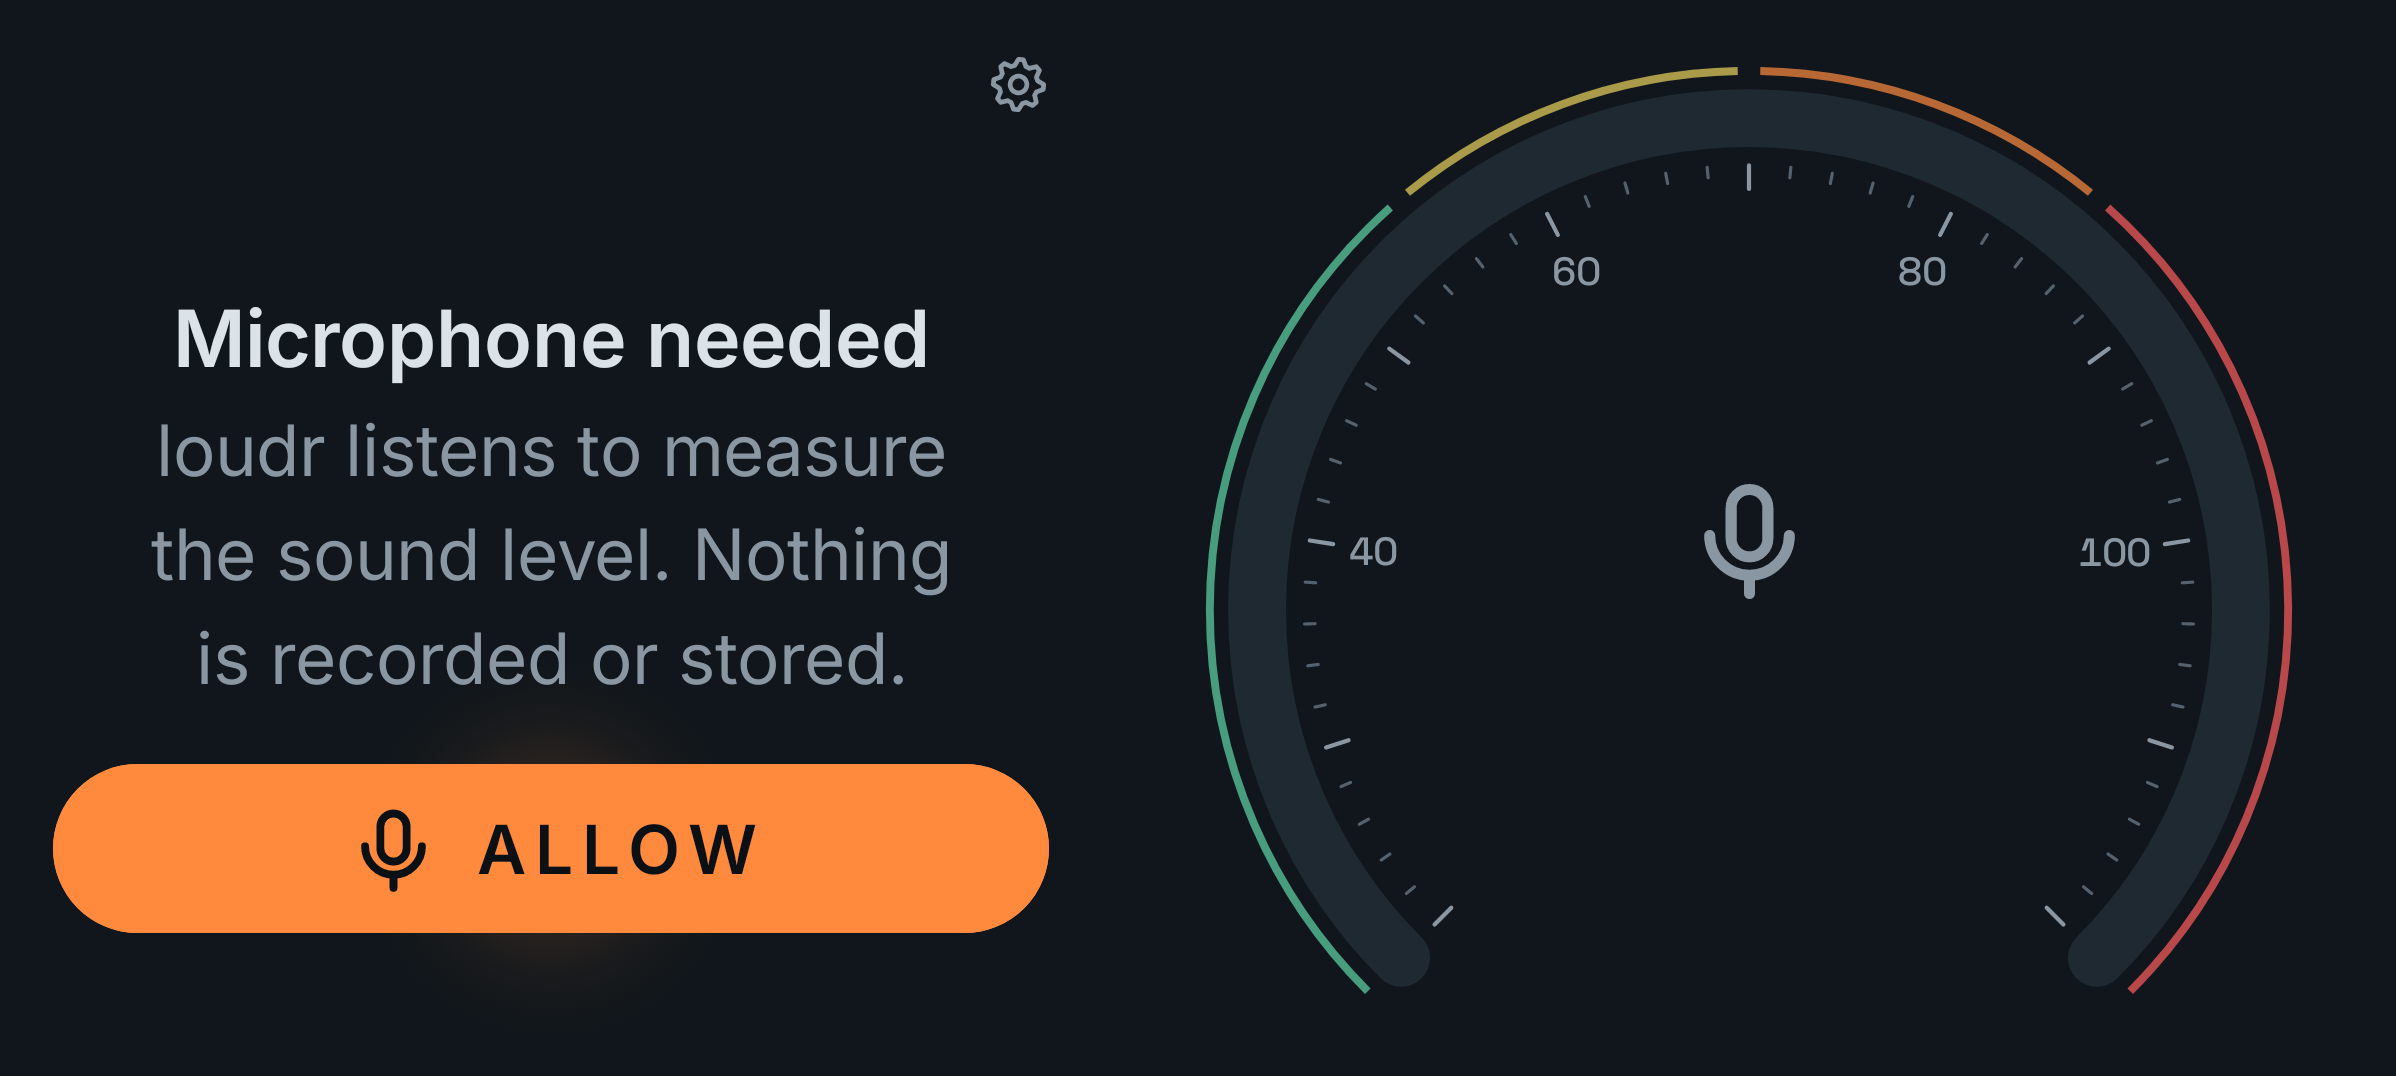 Microphone needed
loudr listens to measure
the sound level. Nothing
is recorded or stored.
ALLOW
60
80
40
100